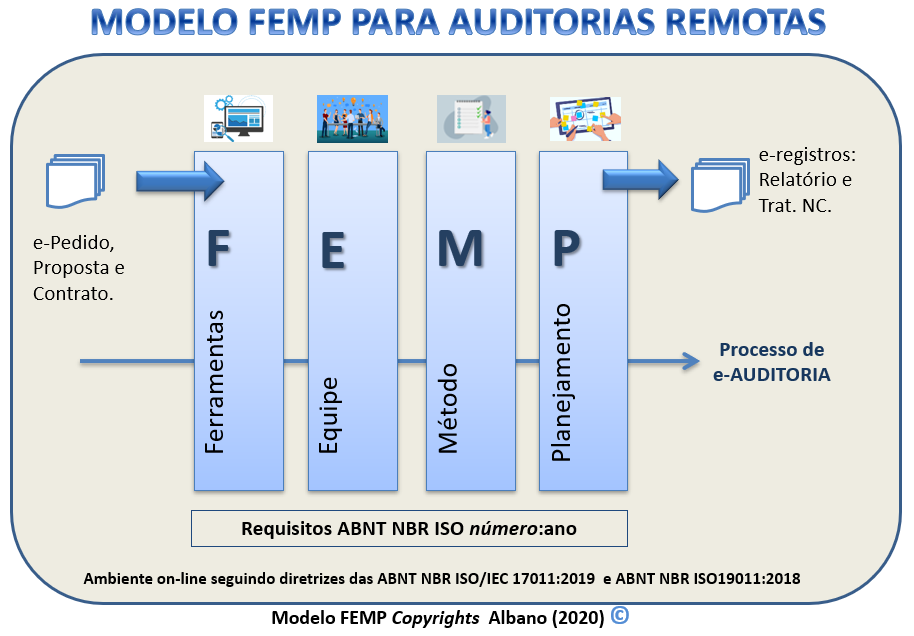 MODELO FEMP PARA AUDITORIAS REMOTAS
e-Pedido,
Proposta e
Contrato.
F
Ferramentas
E
Equipe
M
Método
P
Planejamento
e-registros:
Relatório e
Trat. NC.
Processo de
e-AUDITORIA
Requisitos ABNT NBR ISO número:ano
Ambiente on-line seguindo diretrizes das ABNT NBR ISO/IEC 17011:2019 e ABNT NBR ISO19011:2018
Modelo FEMP Copyrights Albano (2020) ©